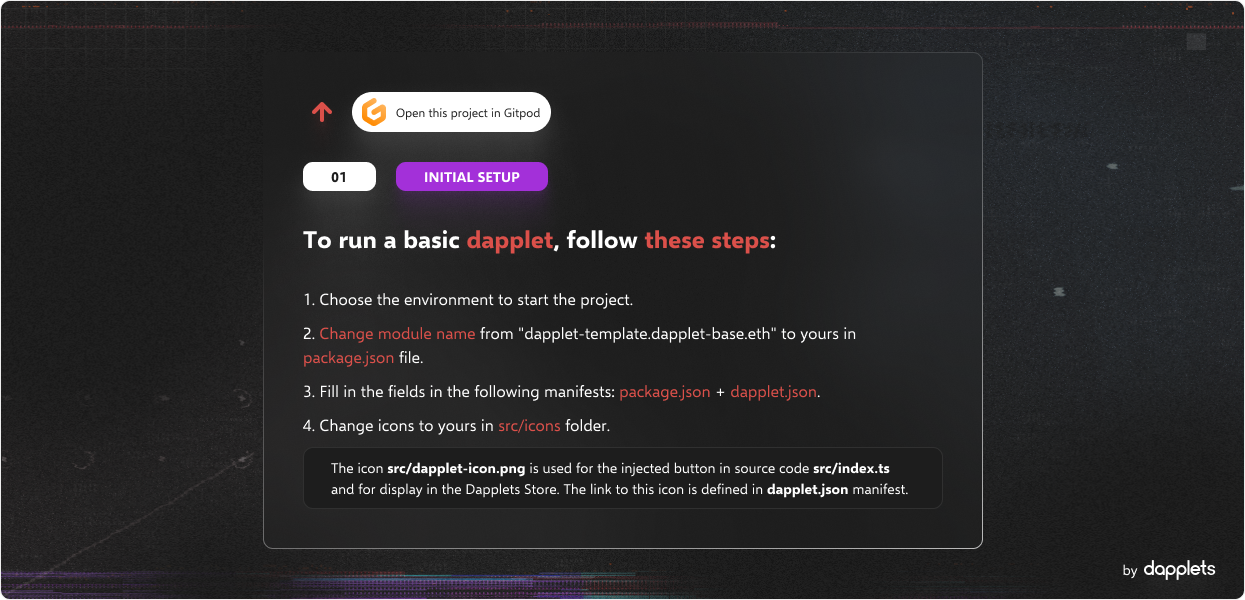 Open this project in Gitpod
01
INITIAL SETUP
To run a basic dapplet, follow these steps:
1. Choose the environment to start the project.
2. Change module name from "dapplet-template.dapplet-base.eth" to yours in
package.json file.
3. Fill in the fields in the following manifests: package.json + dapplet.json.
4. Change icons to yours in src/icons folder.
The icon src/dapplet-icon.png is used for the injected button in source code src/index.ts
and for display in the Dapplets Store. The link to this icon is defined in dapplet.json manifest.
by dapplets